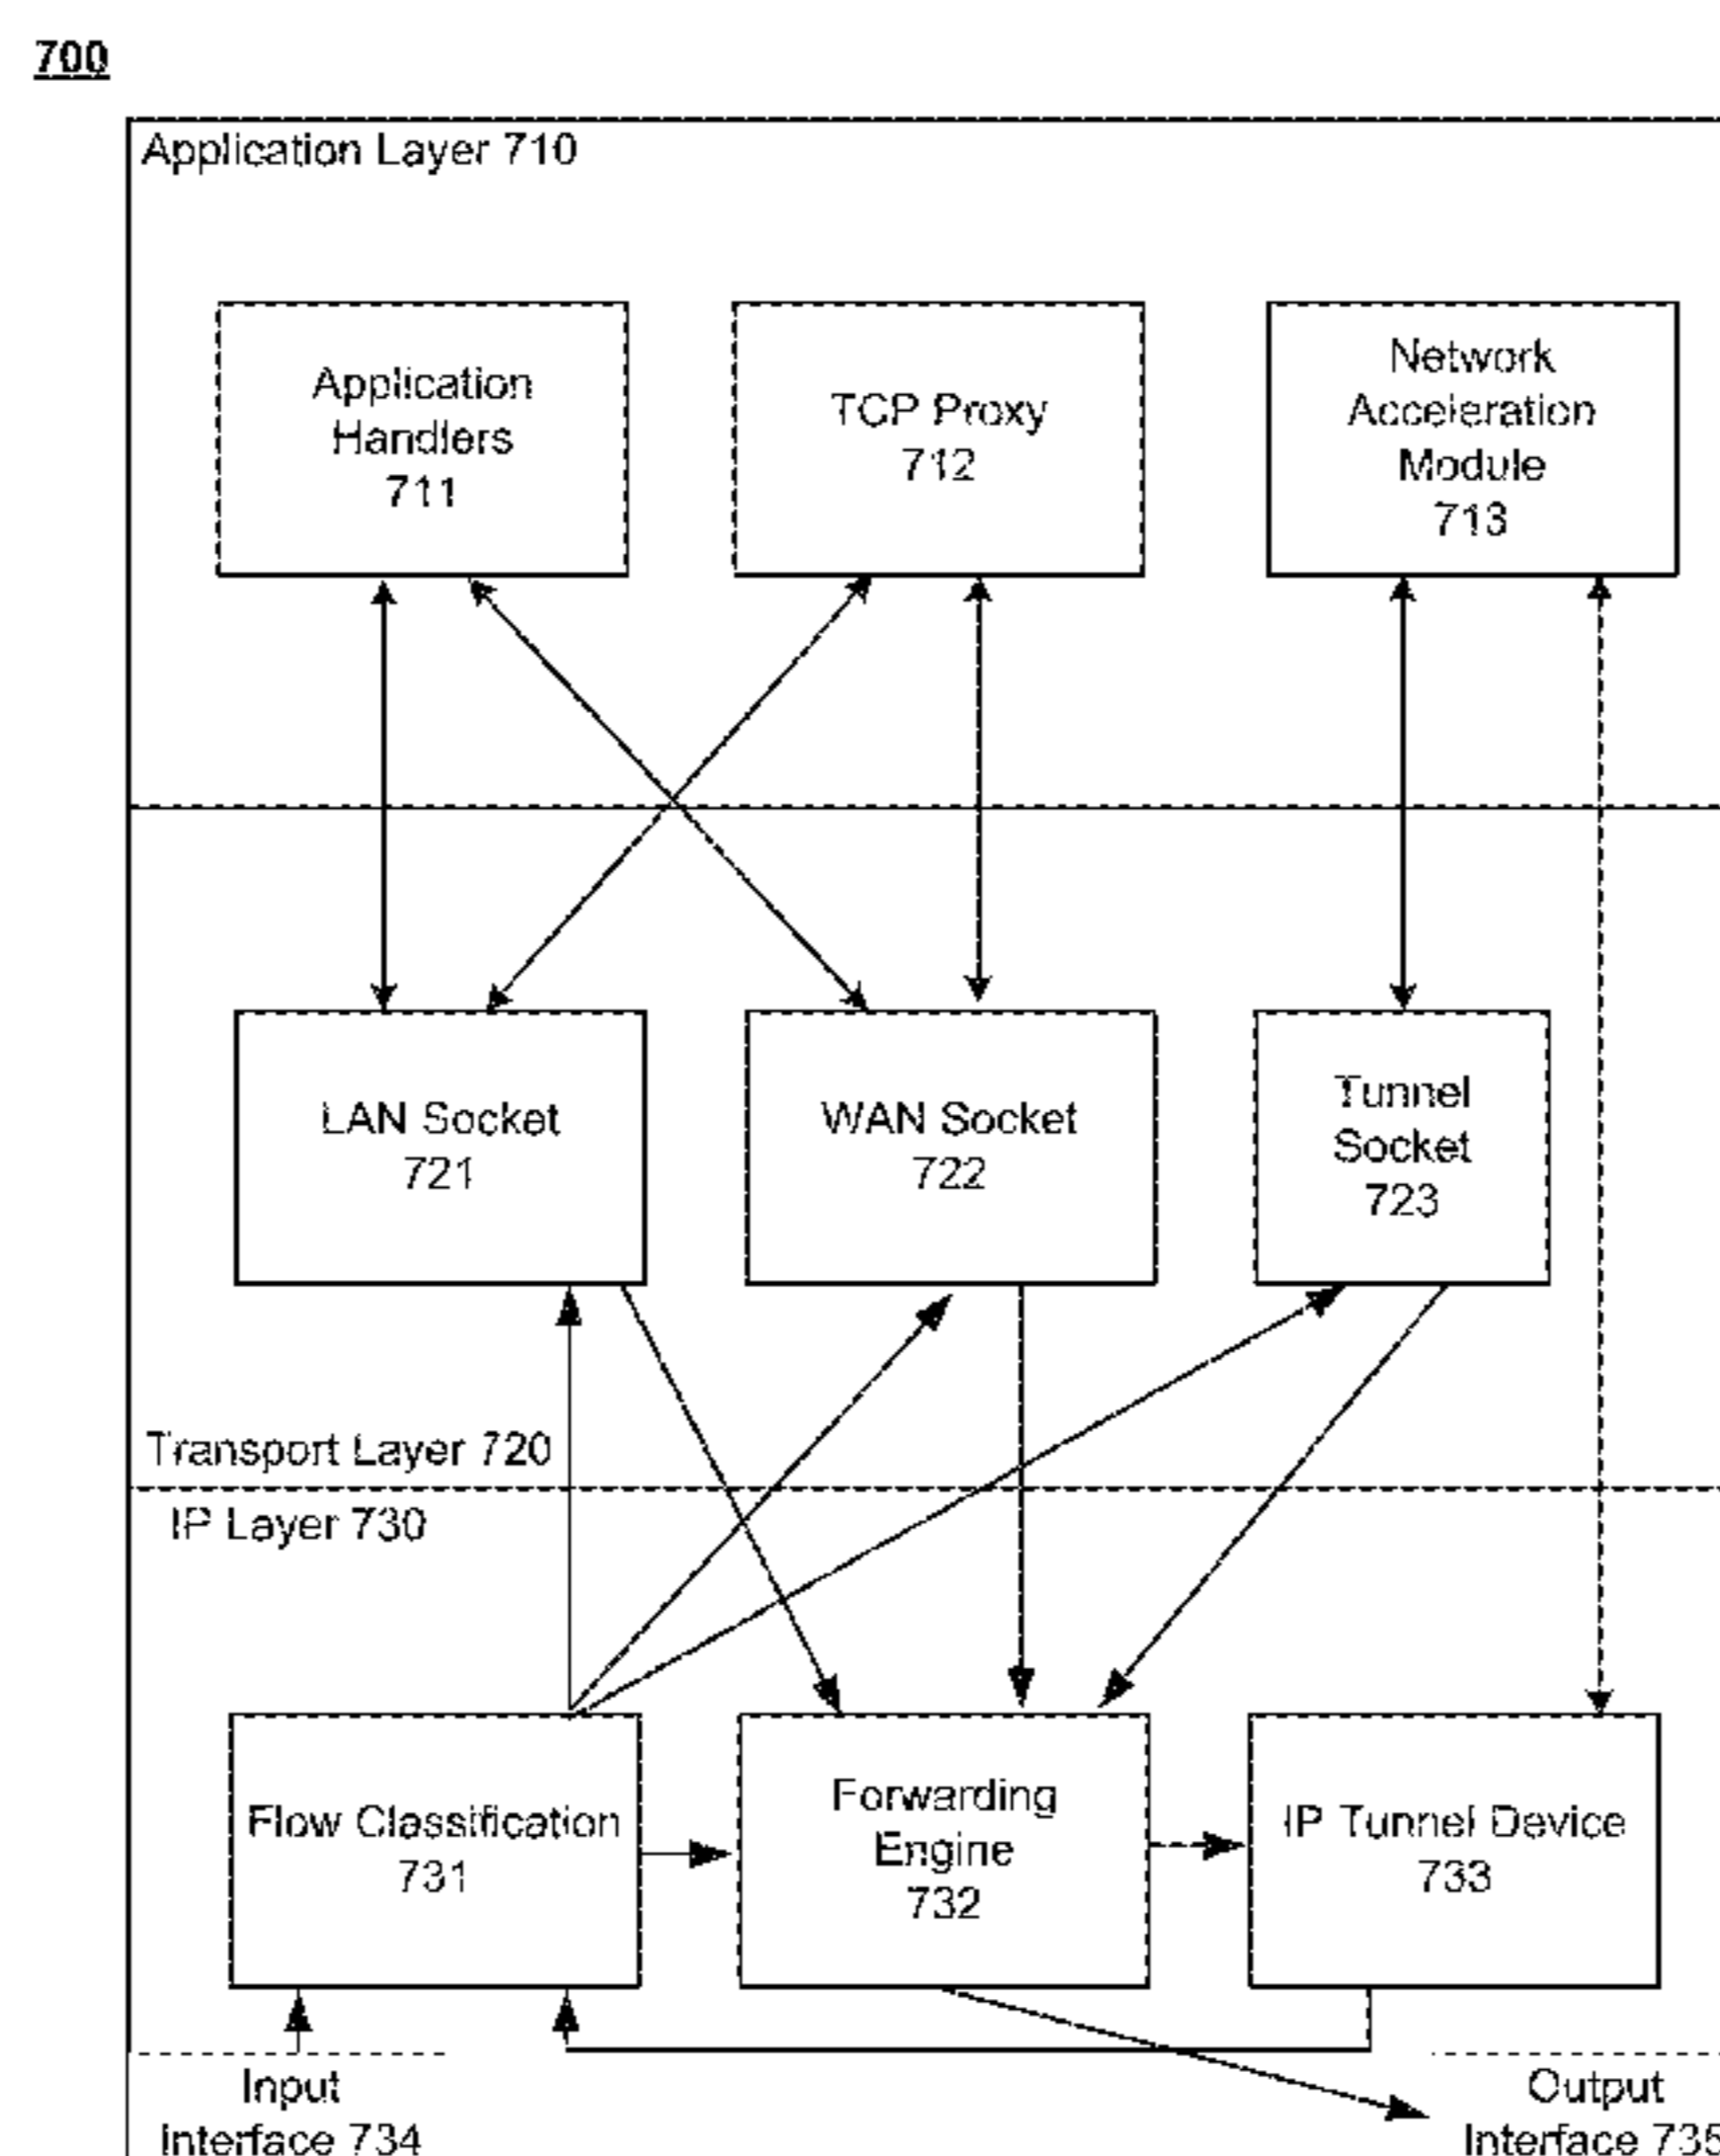 700
Application Layer 710
Application
Handlers
711
TCP Proxy
712
Network
Acceleration
Module
713
LAN Socket
721
WAN Socket
722
Tunnel
Socket
723
Transport Layer 720
IP Layer 730
Flow Classification
731
Forwarding
Engine
732
IP Tunnel Device
733
Input
Interface 734
Output
Interface 735